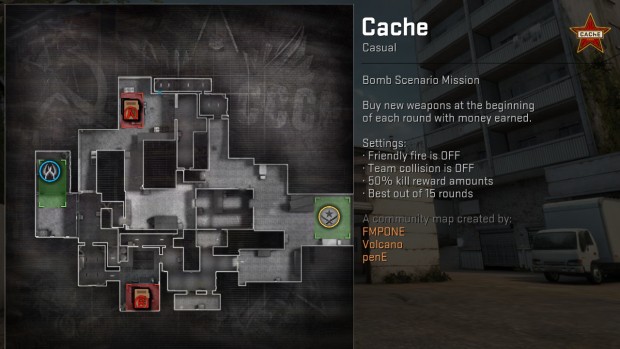 Cache
CACHE
Casual
Bomb Scenario Mission
Buy new weapons at the beginning
of each round with money earned.
Settings:
· Friendly fire is OFF
· Team collision is OFF
· 50% kill reward amounts
· Best out of 15 rounds
A community map created by:
FMPONE
Volcano
penE